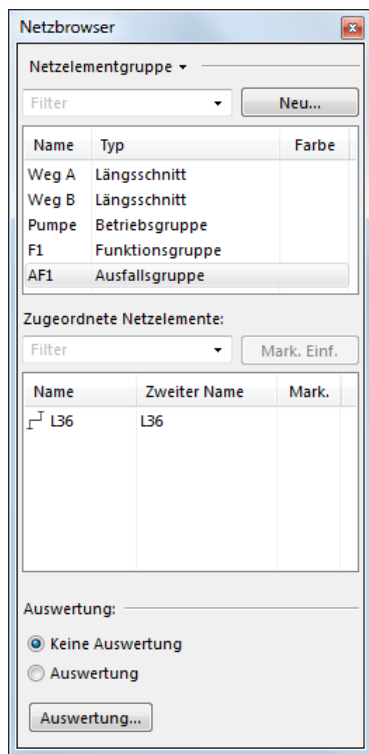 Netzbrowser
Netzelementgruppe
Filter Neu...
Name Typ Farbe
Weg A Längsschnitt
Weg B Längsschnitt
Pumpe Betriebsgruppe
F1 Funktionsgruppe
AF1 Ausfallsgruppe
Zugeordnete Netzelemente:
Filter Mark. Einf.
Name Zweiter Name Mark.
L36 L36
Auswertung:
Keine Auswertung
Auswertung
Auswertung...